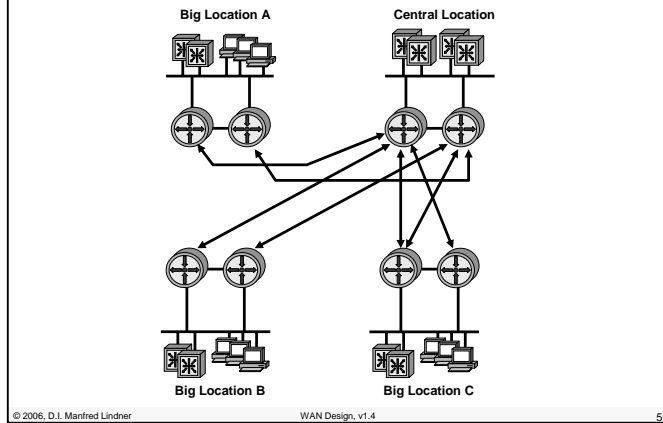 Big Location A
Central Location
Big Location B
Big Location C
© 2006, D.I. Manfred Lindner
WAN Design, v1.4
5